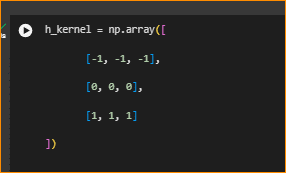 h_kernel = np.array([
[-1, -1, -1],
[0, 0, 0],
[1, 1, 1]
])